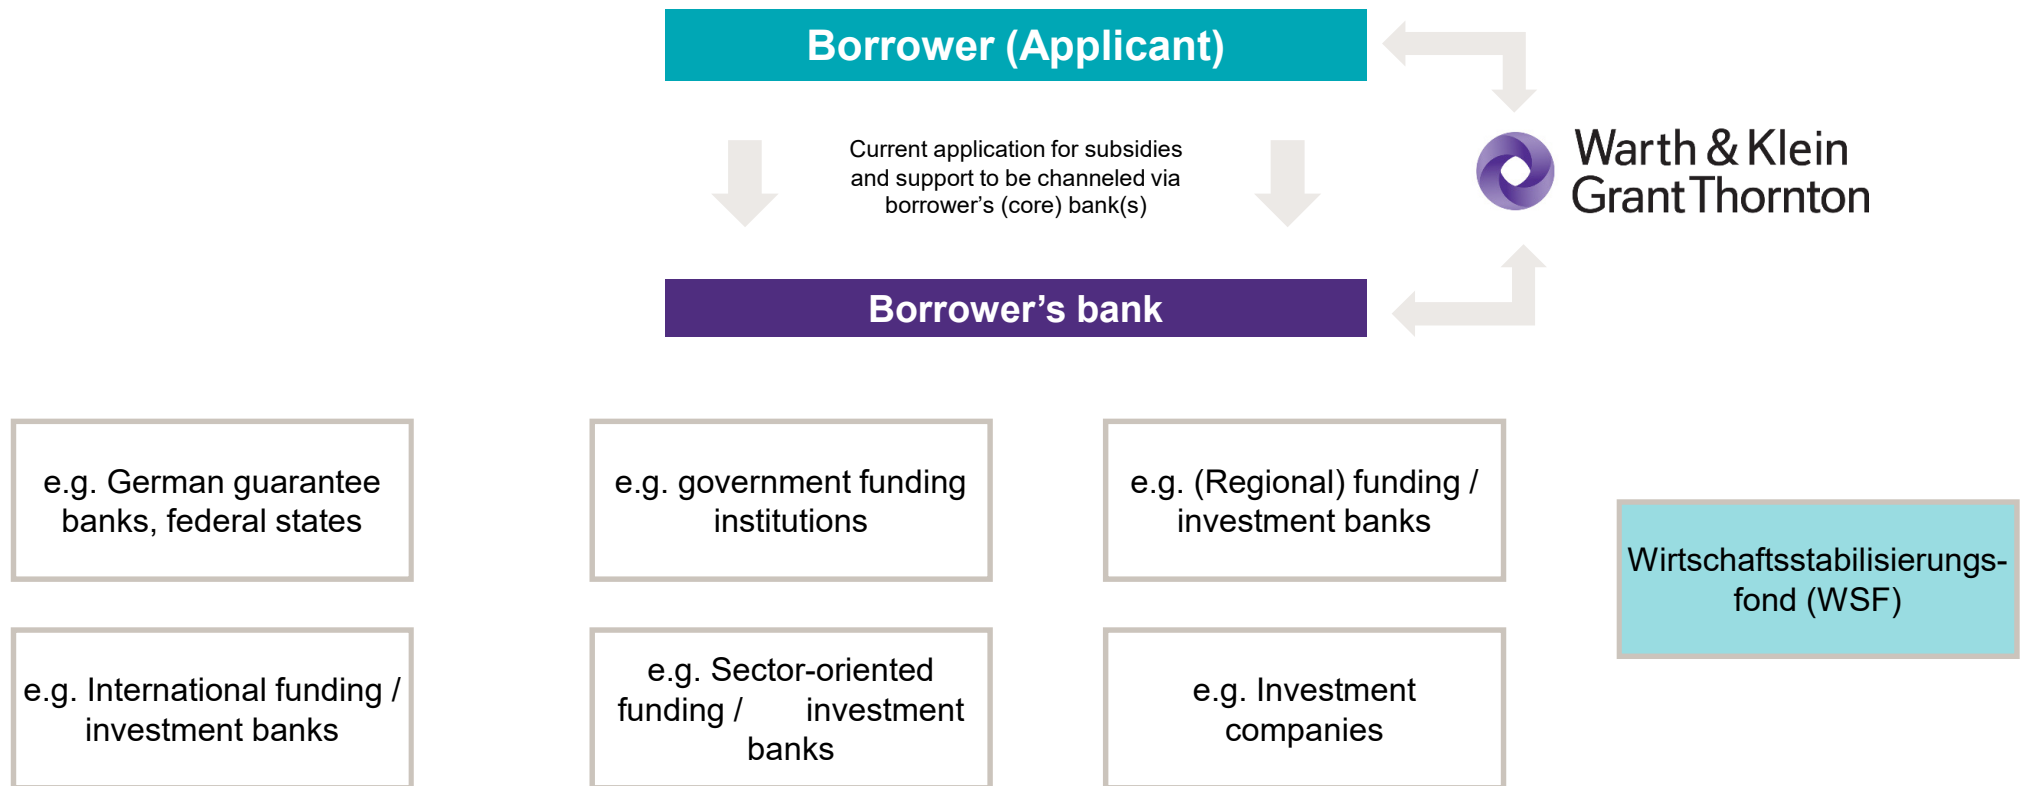 Borrower (Applicant)
Current application for subsidies
and support to be channeled via
borrower’s (core) bank(s)
Warth & Klein
Grant Thornton
Borrower’s bank
e.g. German guarantee
banks, federal states
e.g. government funding
institutions
e.g. (Regional) funding /
investment banks
Wirtschaftsstabilisierungs-
fond (WSF)
e.g. International funding /
investment banks
e.g. Sector-oriented
funding / investment
banks
e.g. Investment
companies